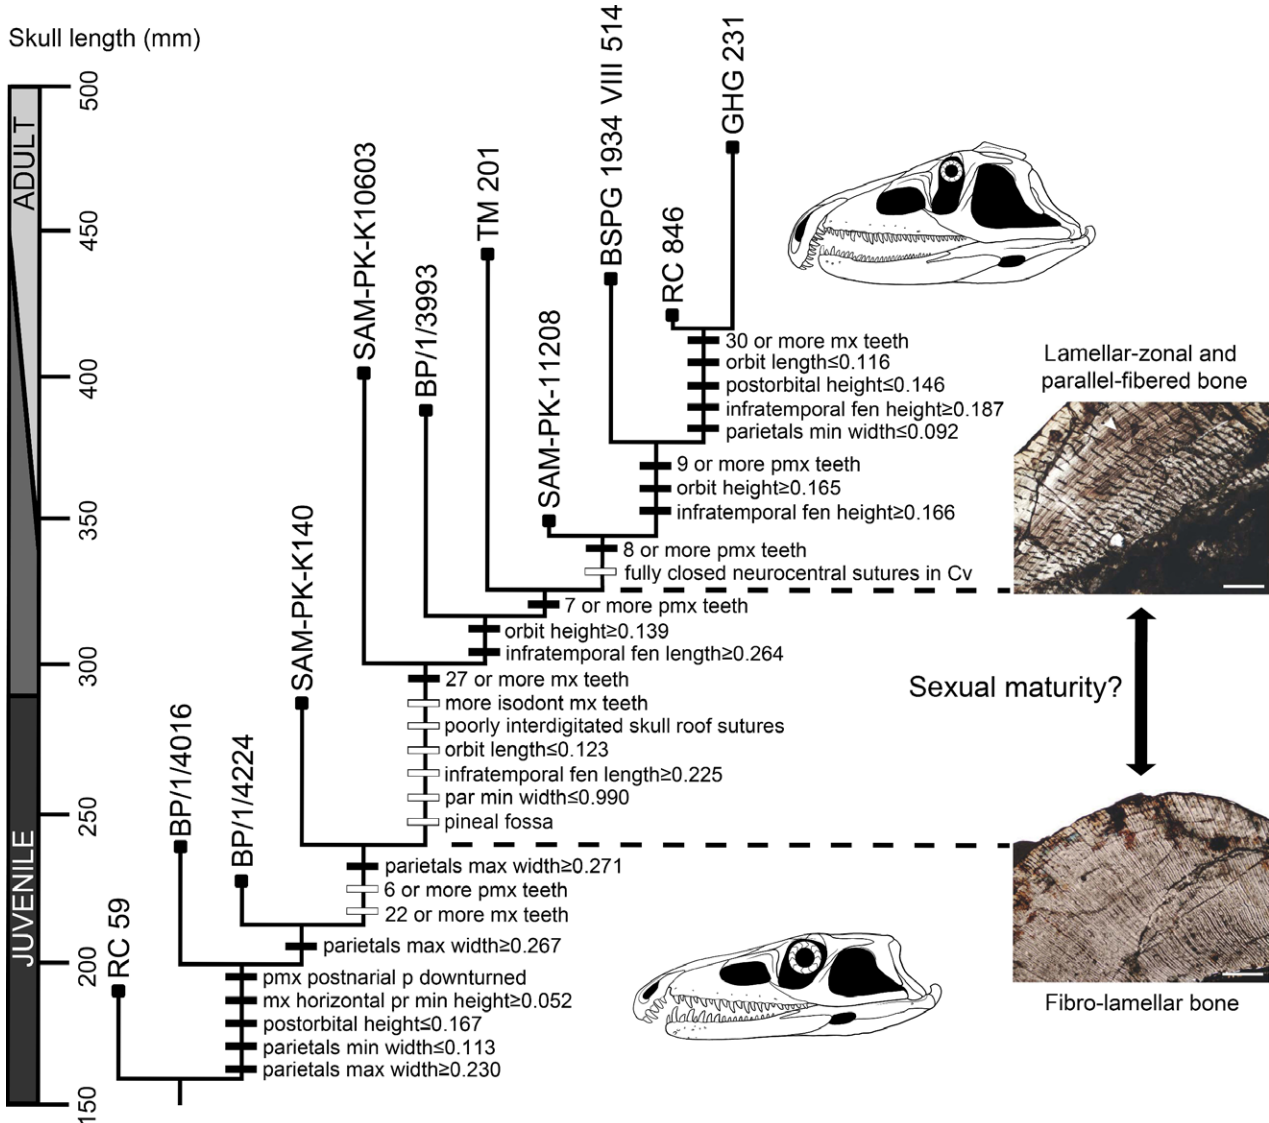 Skull length (mm)
500
450
400
350
300
250
200
150
ADULT
JUVENILE
RC 59
BP/1/4016
BP/1/4224
SAM-PK-K140
SAM-PK-K10603
BP/1/3993
TM 201
SAM-PK-11208
BSPG 1934 VIII 514
RC 846
GHG 231
30 or more mx teeth
orbit length≤0.116
postorbital height≤0.146
infratemporal fen height≥0.187
parietals min width≤0.092
9 or more pmx teeth
orbit height≥0.165
infratemporal fen height≥0.166
8 or more pmx teeth
fully closed neurocentral sutures in Cv
7 or more pmx teeth
orbit height≥0.139
infratemporal fen length≥0.264
27 or more mx teeth
more isodont mx teeth
poorly interdigitated skull roof sutures
orbit length≤0.123
infratemporal fen length≥0.225
par min width≤0.990
pineal fossa
parietals max width≥0.271
6 or more pmx teeth
22 or more mx teeth
parietals max width≥0.267
pmx postnarial p downturned
mx horizontal pr min height≥0.052
postorbital height≤0.167
parietals min width≤0.113
parietals max width≥0.230
Lamellar-zonal and
parallel-fibered bone
Sexual maturity?
Fibro-lamellar bone